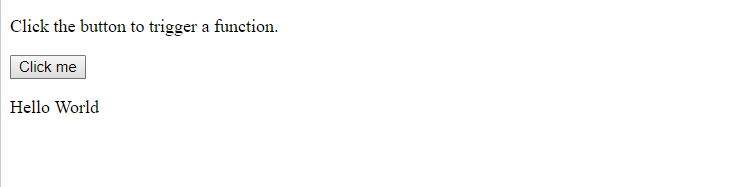 Click the button to trigger a function.
Click me
Hello World